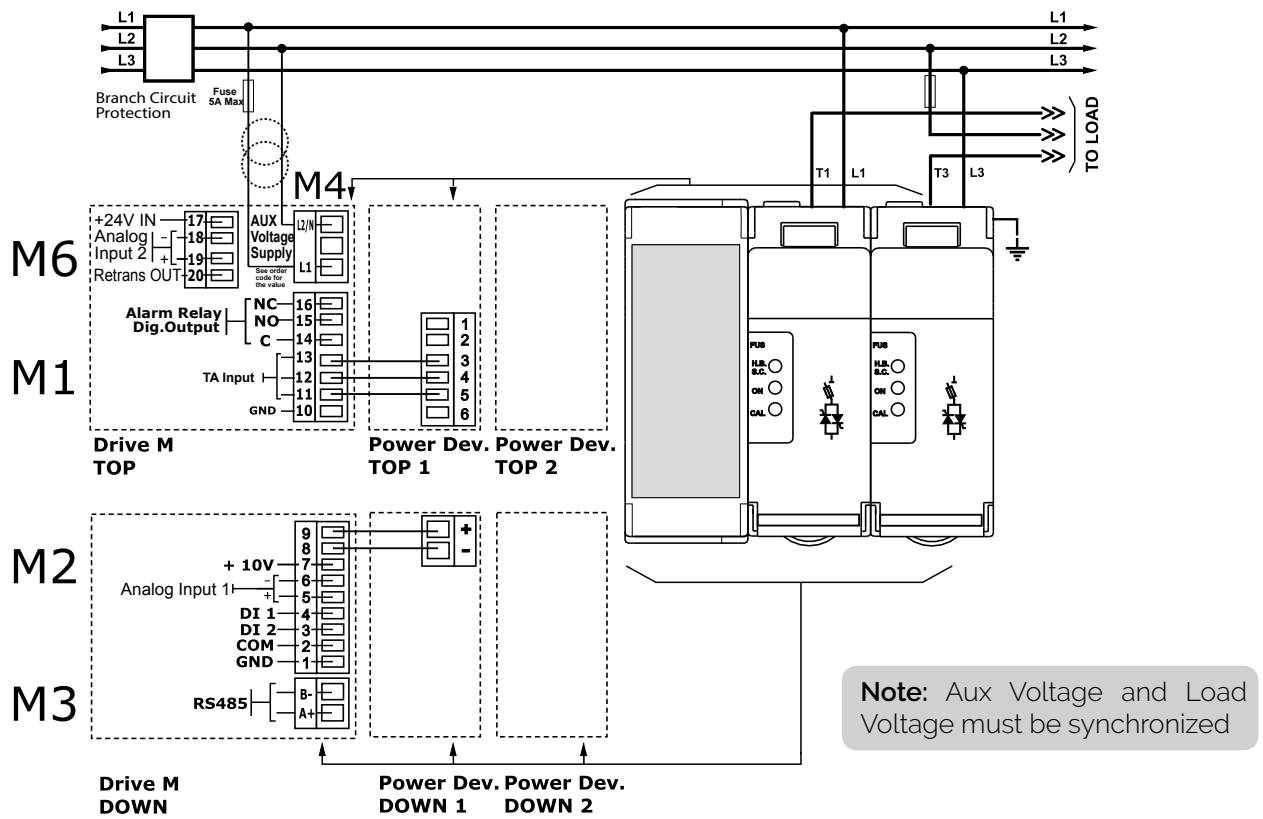 L1
L2
L3
L1
L2
L3
Branch Circuit
Protection
Fuse
5A Max
TO LOAD
T1
L1
T3
L3
M4
M6
+24V IN
17
Analog
Input 2
-
18
+
19
Retrans OUT
20
AUX
Voltage
Supply
See order
code for
the value
L2/N
L1
M1
Alarm Relay
Dig.Output
NC
16
NO
15
C
14
13
TA Input
12
11
GND
10
1
2
3
4
5
6
Drive M
TOP
Power Dev.
TOP 1
Power Dev.
TOP 2
FUS
H.B.
S.C.
ON
CAL
FUS
H.B.
S.C.
ON
CAL
M2
9
8
+ 10V
7
Analog Input 1
-
6
+
5
DI 1
4
DI 2
3
COM
2
GND
1
+
-
M3
RS485
B-
A+
Drive M
DOWN
Power Dev.
DOWN 1
Power Dev.
DOWN 2
Note: Aux Voltage and Load
Voltage must be synchronized